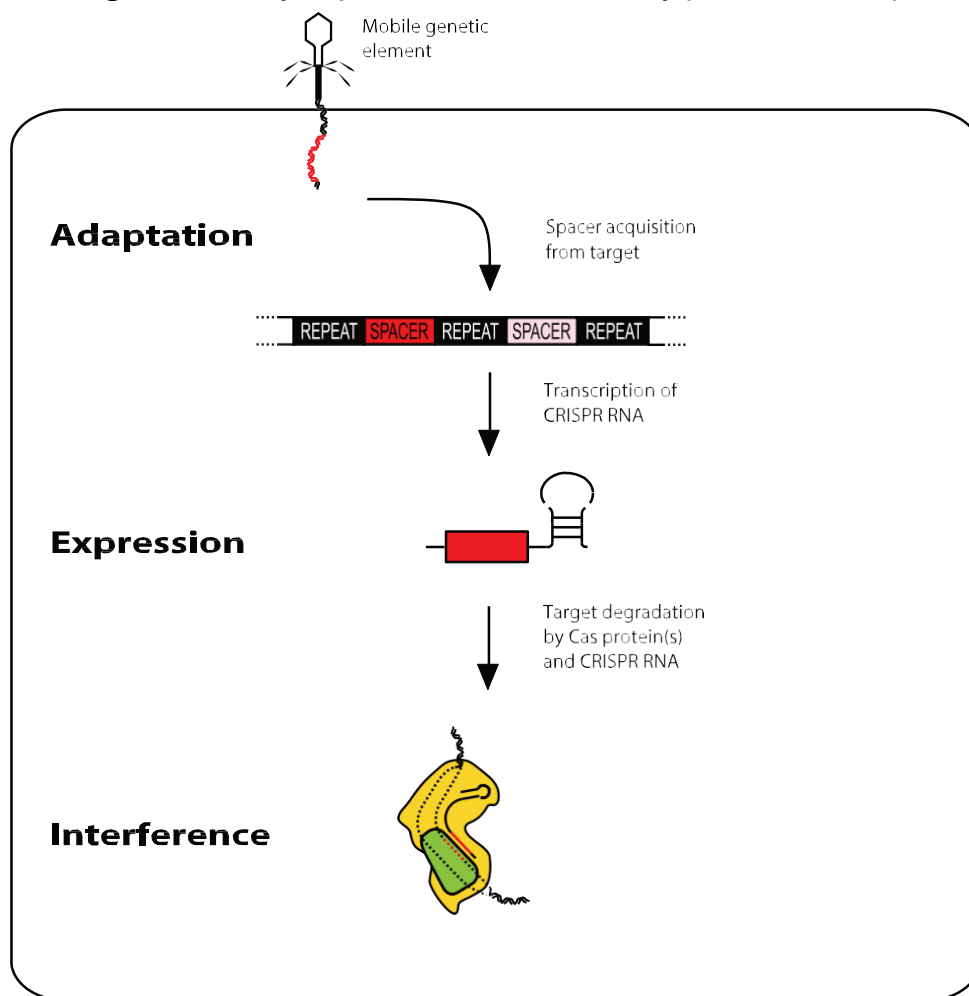 Mobile genetic
element
Adaptation
Spacer acquisition
from target
REPEAT SPACER REPEAT SPACER REPEAT
Transcription of
CRISPR RNA
Expression
Target degradation
by Cas protein(s)
and CRISPR RNA
Interference